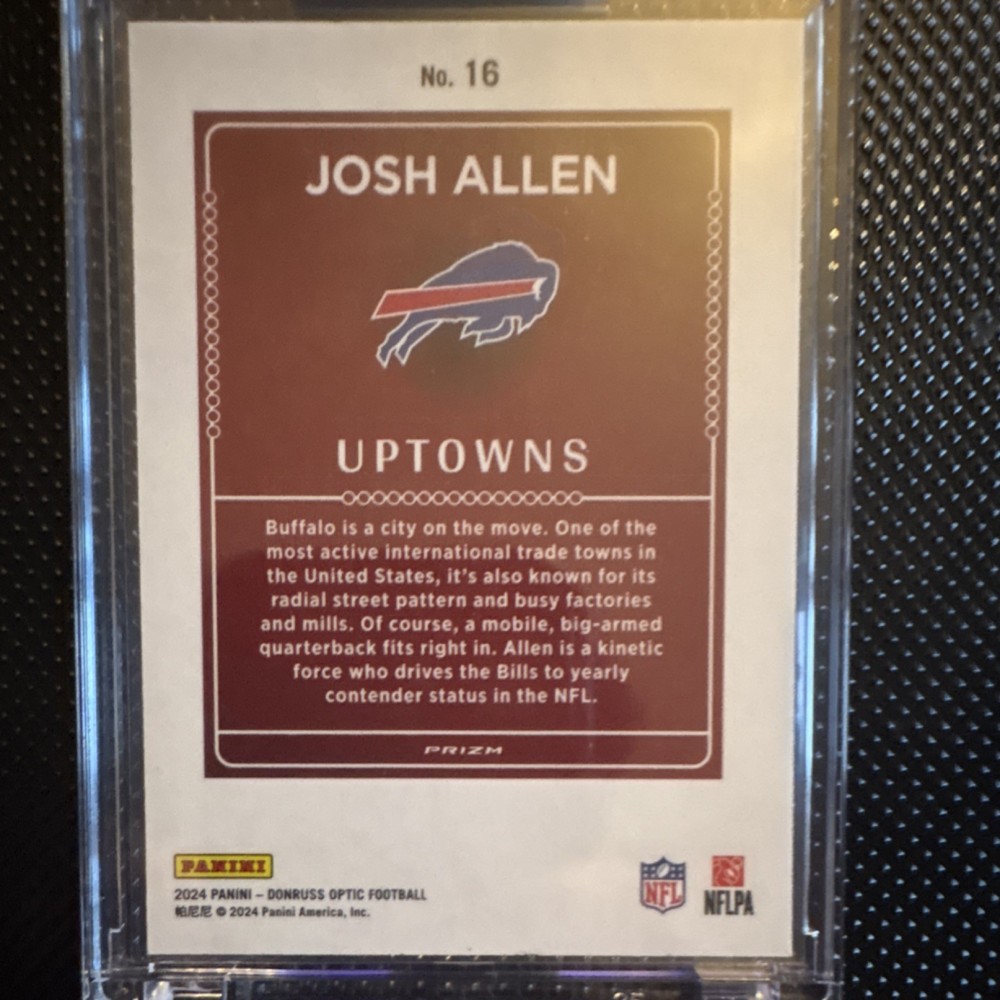 No. 16
JOSH ALLEN
UPTOWNS
Buffalo is a city on the move. One of the
most active international trade towns in
the United States, it's also known for its
radial street pattern and busy factories
and mills. Of course, a mobile, big-armed
quarterback fits right in. Allen is a kinetic
force who drives the Bills to yearly
contender status in the NFL.
PRIZM
PANINI
2024 PANINI – DONRUSS OPTIC FOOTBALL
帕尼尼 © 2024 Panini America, Inc.
NFL
NFLPA